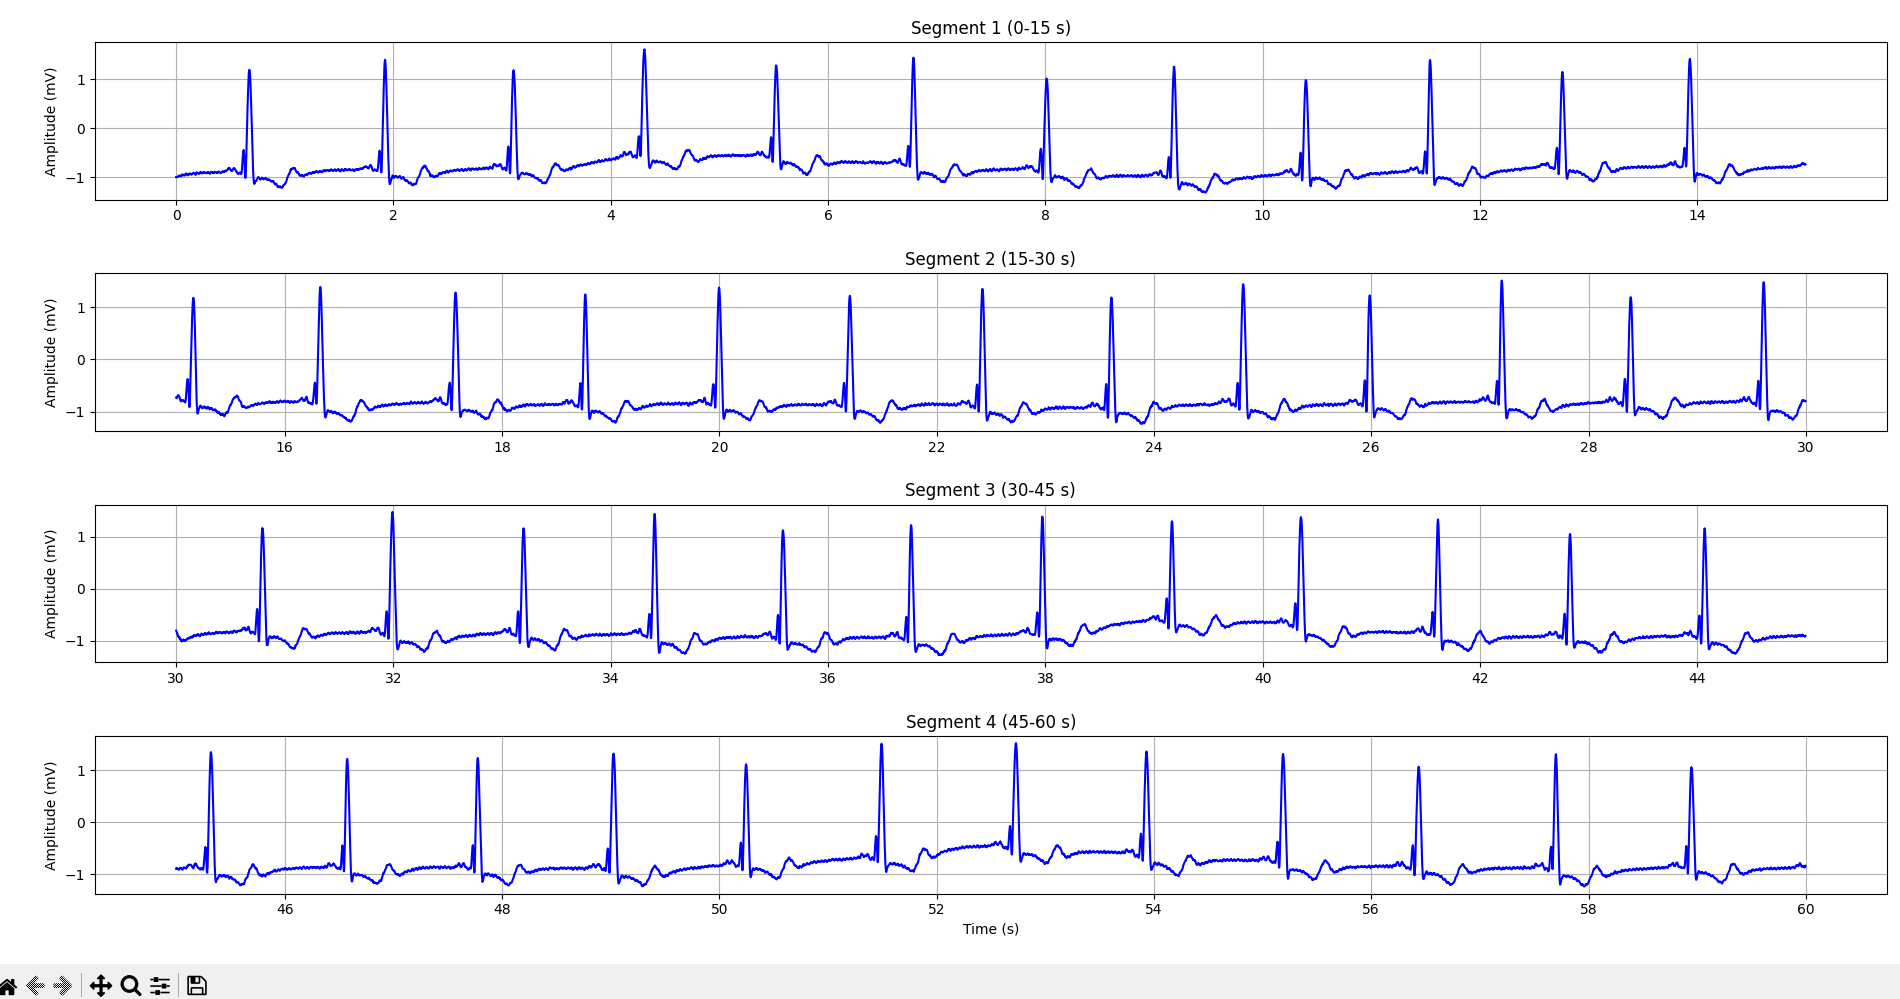 Segment 1 (0-15 s)
Amplitude (mV)
1
0
−1
0 2 4 6 8 10 12 14
Segment 2 (15-30 s)
Amplitude (mV)
1
0
−1
16 18 20 22 24 26 28 30
Segment 3 (30-45 s)
Amplitude (mV)
1
0
−1
30 32 34 36 38 40 42 44
Segment 4 (45-60 s)
Amplitude (mV)
1
0
−1
46 48 50 52 54 56 58 60
Time (s)